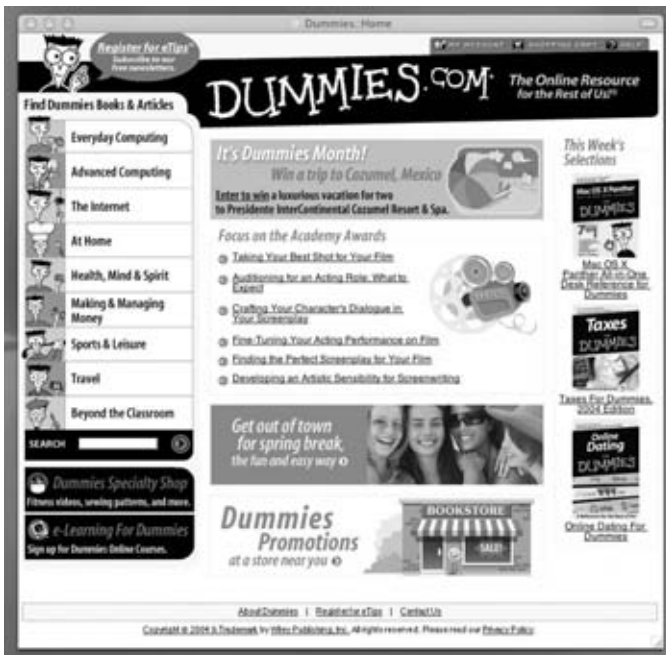 Dummies: Home
Register for eTips
Subscribe to our
free newsletters.
MY ACCOUNT
SHOPPING CART
HELP
DUMMIES.COM
The Online Resource
for the Rest of Us!
Find Dummies Books & Articles
Everyday Computing
Advanced Computing
The Internet
At Home
Health, Mind & Spirit
Making & Managing
Money
Sports & Leisure
Travel
Beyond the Classroom
SEARCH
Dummies Specialty Shop
Fitness videos, sewing patterns, and more.
e-Learning For Dummies
Sign up for Dummies Online Courses.
It's Dummies Month!
Win a trip to Cozumel, Mexico
Enter to win a luxurious vacation for two
to Presidente InterContinental Cozumel Resort & Spa.
Focus on the Academy Awards
Taking Your Best Shot for Your Film
Auditioning for an Acting Role: What to
Expect
Crafting Your Character's Dialogue in
Your Screenplay
Fine-Tuning Your Acting Performance on Film
Finding the Perfect Screenplay for Your Film
Developing an Artistic Sensibility for Screenwriting
Get out of town
for spring break,
the fun and easy way
Dummies
Promotions
at a store near you
BOOKSTORE
SALE!
This Week's
Selections
Mac OS X Panther
DUMMIES
Mac OS X
Panther All-in-One
Desk Reference for
Dummies
Taxes
DUMMIES
Taxes For Dummies,
2004 Edition
Online
Dating
DUMMIES
Online Dating For
Dummies
About Dummies | Register for eTips | Contact Us
Copyright © 2004 & Trademark by Wiley Publishing, Inc. All rights reserved. Please read our Privacy Policy